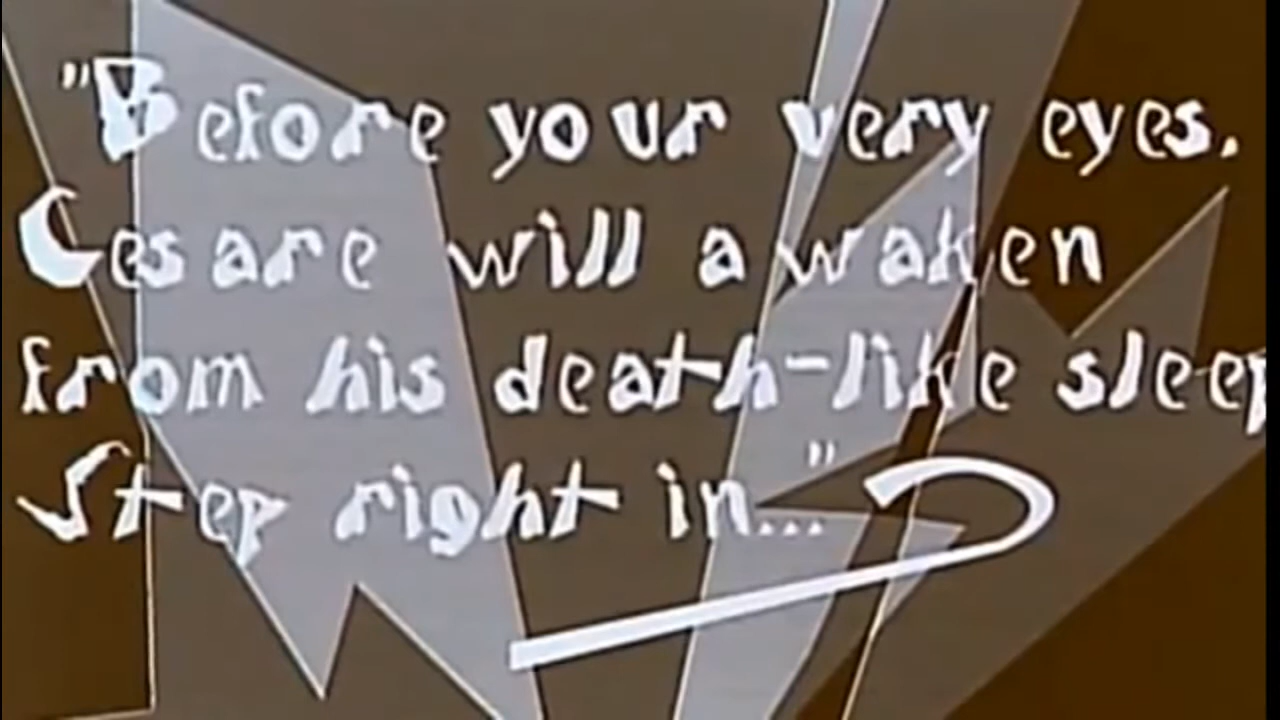 "Before your very eyes.
Cesare will awaken
from his death-like sleep
Step right in..."